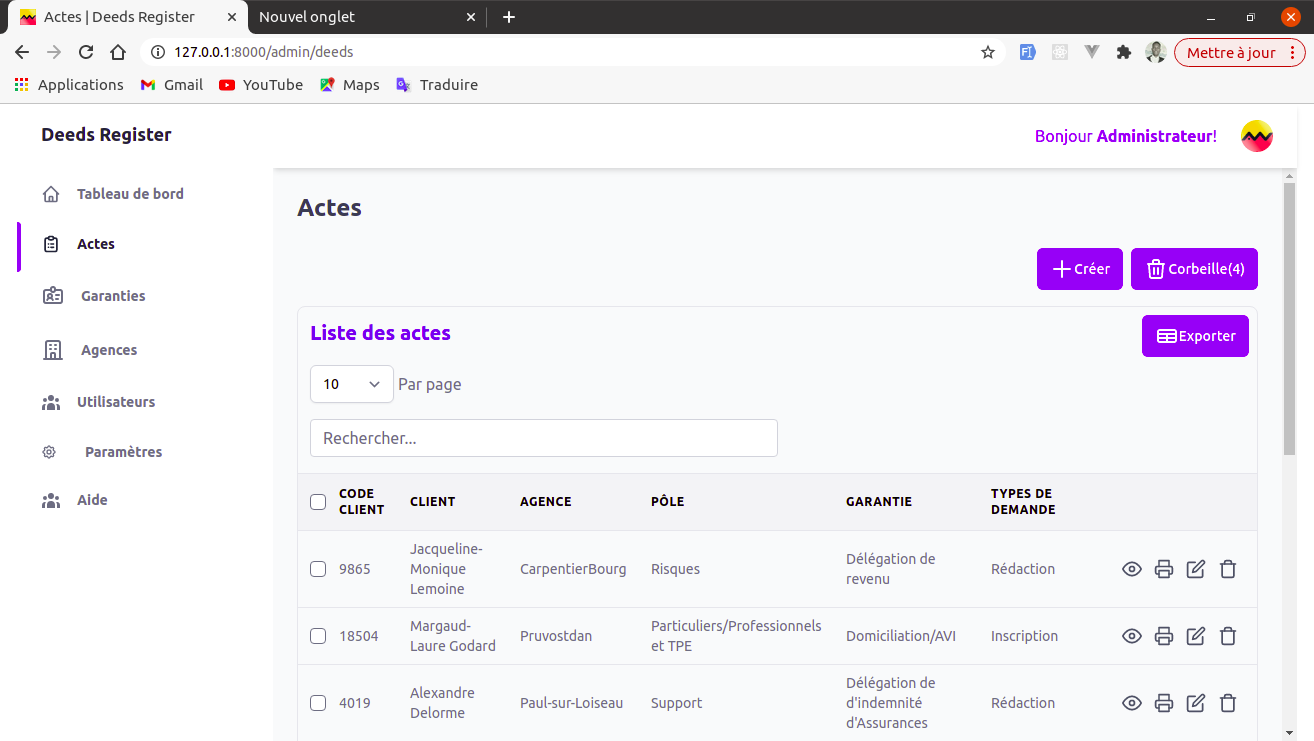 Actes | Deeds Register
Nouvel onglet
127.0.0.1:8000/admin/deeds
Mettre à jour
Applications
Gmail
YouTube
Maps
Traduire
Deeds Register
Bonjour Administrateur!
Tableau de bord
Actes
Garanties
Agences
Utilisateurs
Paramètres
Aide
Actes
Créer
Corbeille(4)
Liste des actes
Exporter
10
Par page
Rechercher...
CODE
CLIENT
CLIENT
AGENCE
PÔLE
GARANTIE
TYPES DE
DEMANDE
9865
Jacqueline-
Monique
Lemoine
CarpentierBourg
Risques
Délégation de
revenu
Rédaction
18504
Margaud-
Laure Godard
Pruvostdan
Particuliers/Professionnels
et TPE
Domiciliation/AVI
Inscription
4019
Alexandre
Delorme
Paul-sur-Loiseau
Support
Délégation de
d'indemnité
d'Assurances
Rédaction